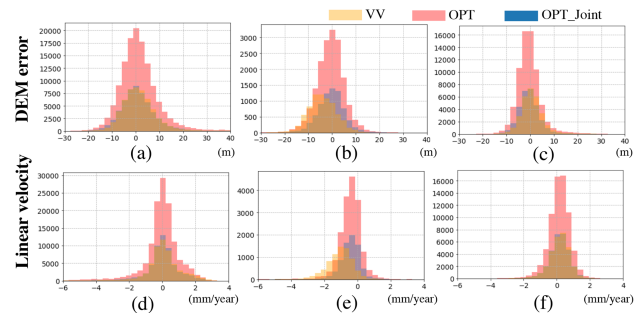 VV OPT OPT_Joint
DEM error
20000 17500 15000 12500 10000 7500 5000 2500 0
−30 −20 −10 0 10 20 30 40
(a) (m)
3000 2500 2000 1500 1000 500 0
−30 −20 −10 0 10 20 30 40
(b) (m)
16000 14000 12000 10000 8000 6000 4000 2000 0
−30 −20 −10 0 10 20 30 40
(c) (m)
Linear velocity
30000 25000 20000 15000 10000 5000 0
−6 −4 −2 0 2 4
(d) (mm/year)
4000 3000 2000 1000 0
−6 −4 −2 0 2 4
(e) (mm/year)
16000 14000 12000 10000 8000 6000 4000 2000 0
−6 −4 −2 0 2 4
(f) (mm/year)